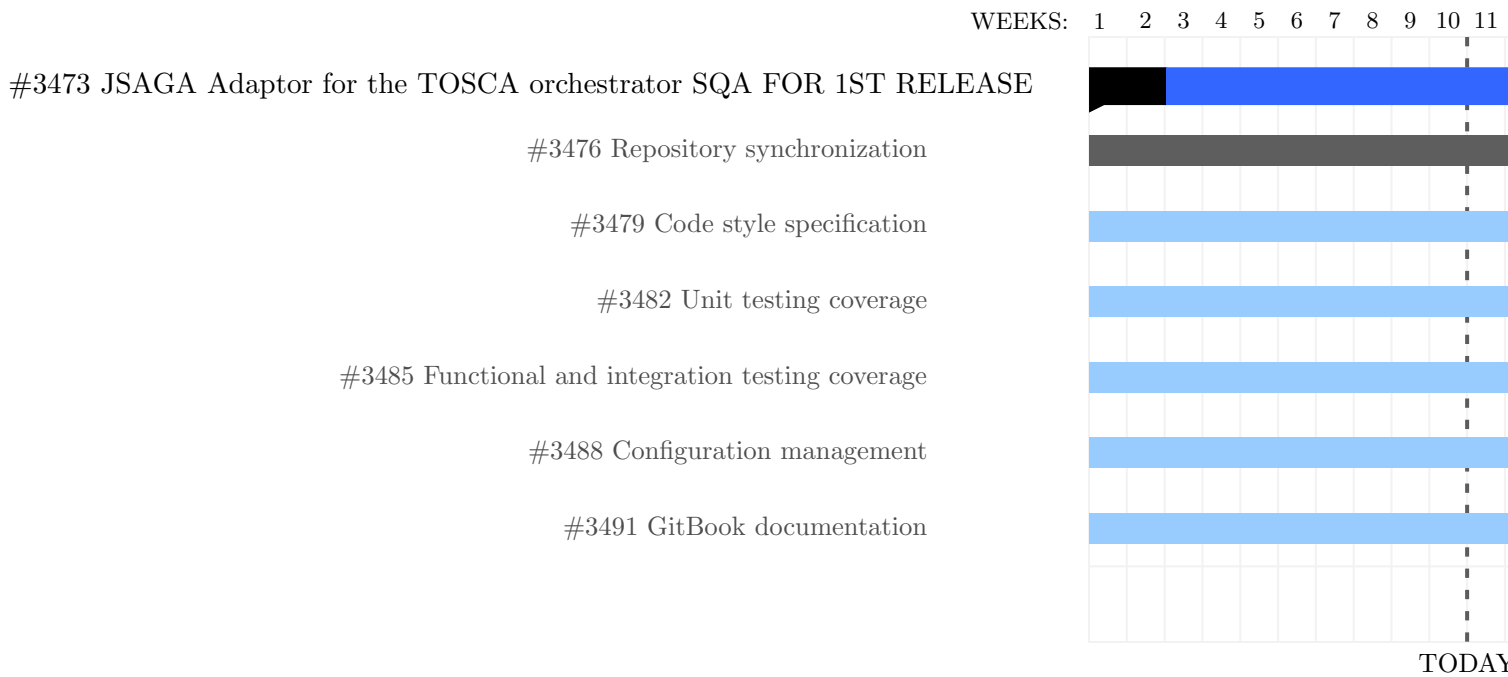 WEEKS: 1 2 3 4 5 6 7 8 9 10 11
#3473 JSAGA Adaptor for the TOSCA orchestrator SQA FOR 1ST RELEASE
#3476 Repository synchronization
#3479 Code style specification
#3482 Unit testing coverage
#3485 Functional and integration testing coverage
#3488 Configuration management
#3491 GitBook documentation
TODAY